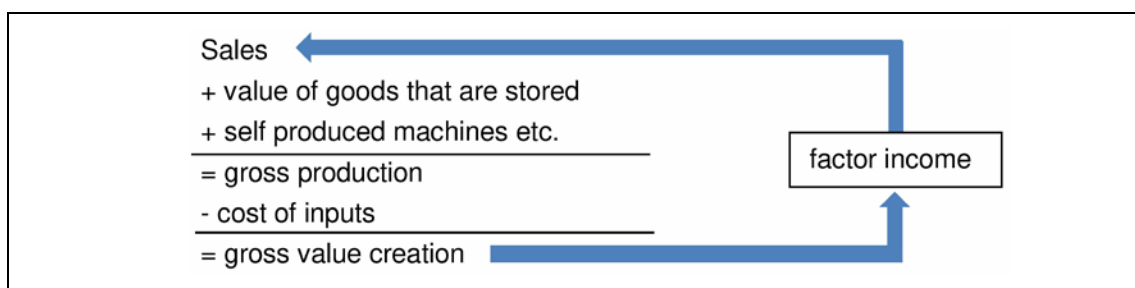 Sales
+ value of goods that are stored
+ self produced machines etc.
= gross production
- cost of inputs
= gross value creation
factor income